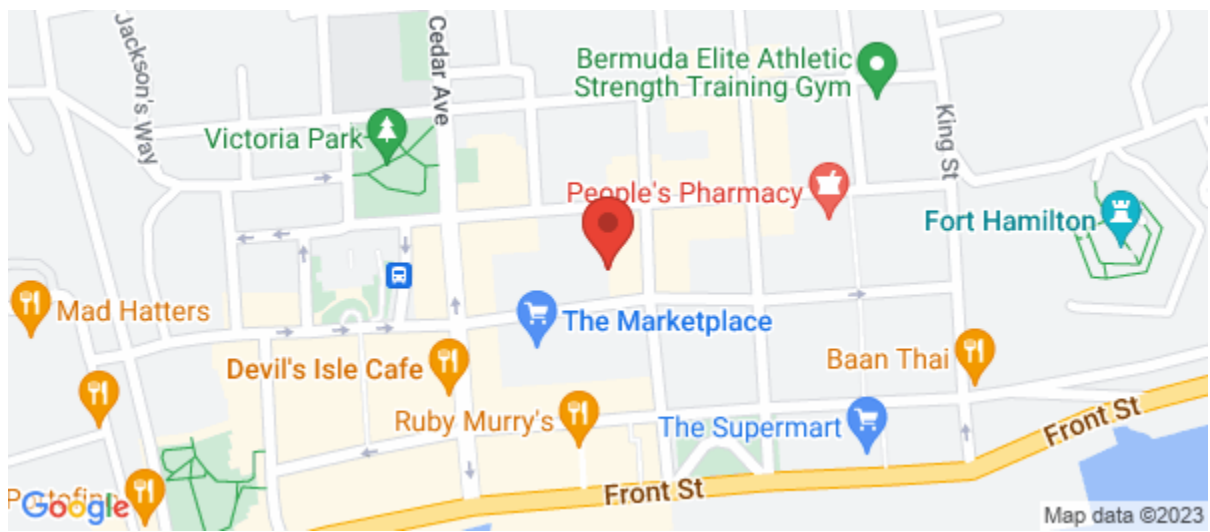 Jackson's Way
Cedar Ave
Bermuda Elite Athletic
Strength Training Gym
King St
Victoria Park
People's Pharmacy
Fort Hamilton
Mad Hatters
The Marketplace
Devil's Isle Cafe
Baan Thai
Ruby Murry's
The Supermart
Front St
Front St
Portofino
Google
Map data ©2023